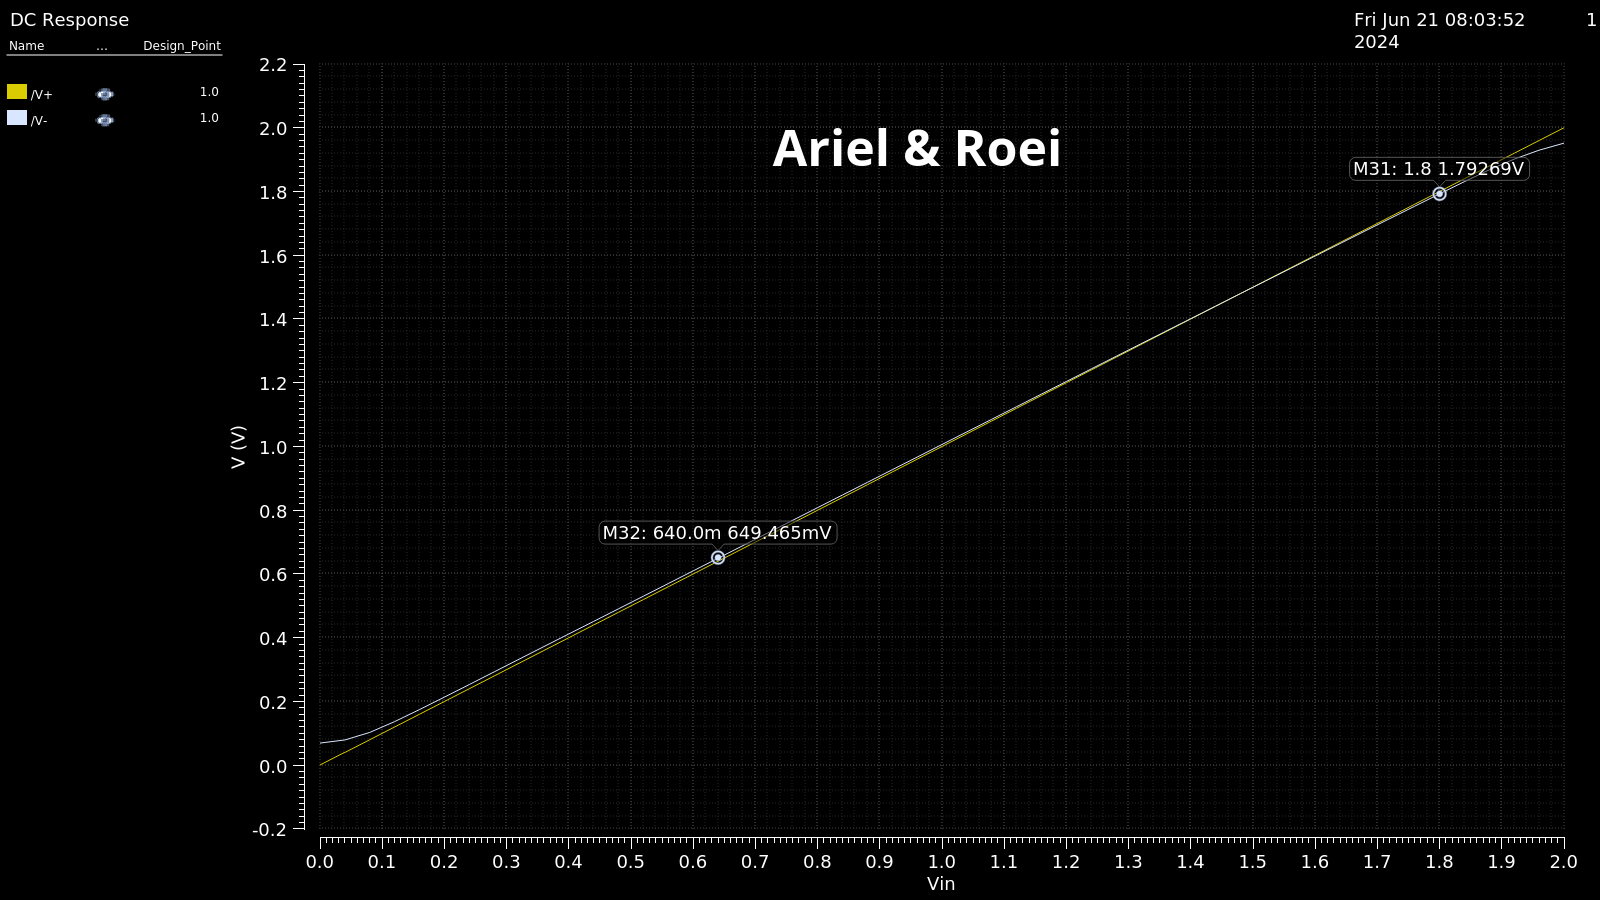 DC Response
Fri Jun 21 08:03:52 1
2024
Name ... Design_Point
/V+ 1.0
/V- 1.0
Ariel & Roei
M31: 1.8 1.79269V
M32: 640.0m 649.465mV
V (V)
2.2
2.0
1.8
1.6
1.4
1.2
1.0
0.8
0.6
0.4
0.2
0.0
-0.2
0.0 0.1 0.2 0.3 0.4 0.5 0.6 0.7 0.8 0.9 1.0 1.1 1.2 1.3 1.4 1.5 1.6 1.7 1.8 1.9 2.0
Vin